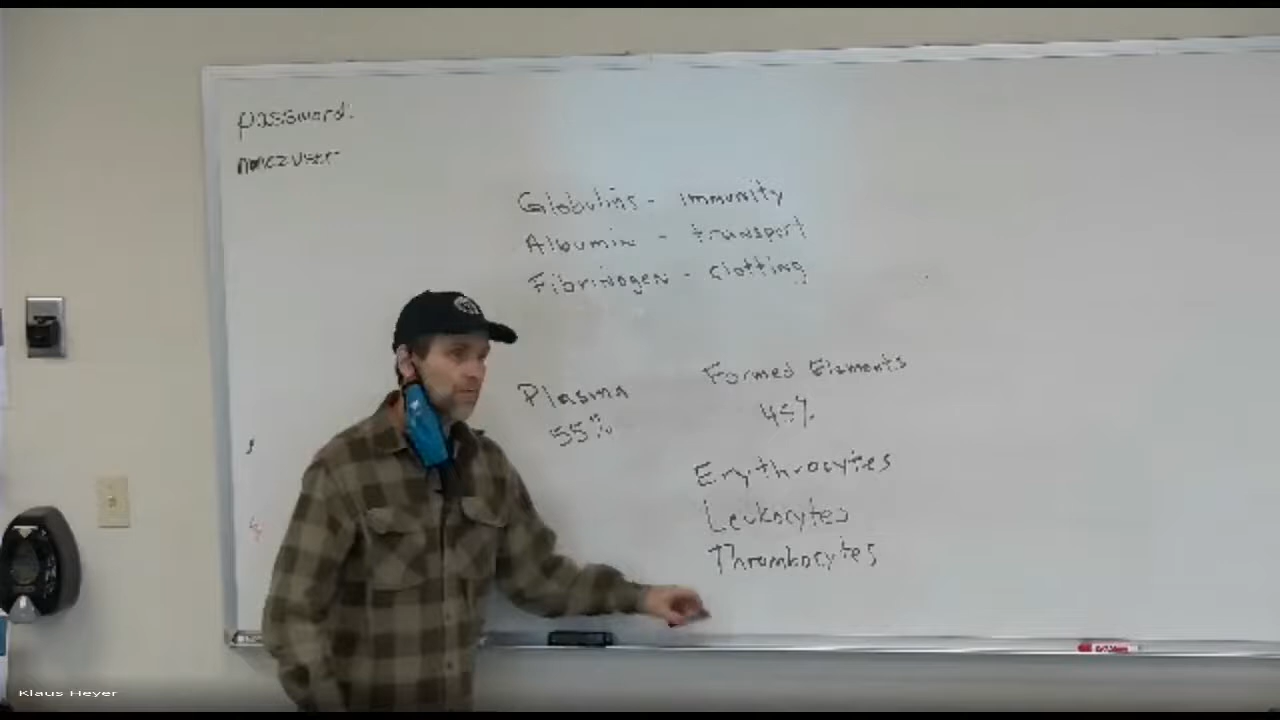 password:
Globulins - immunity
Albumin - transport
Fibrinogen - clotting
Plasma
55%
Formed Elements
45%
Erythrocytes
Leukocytes
Thrombocytes
Klaus Heyer